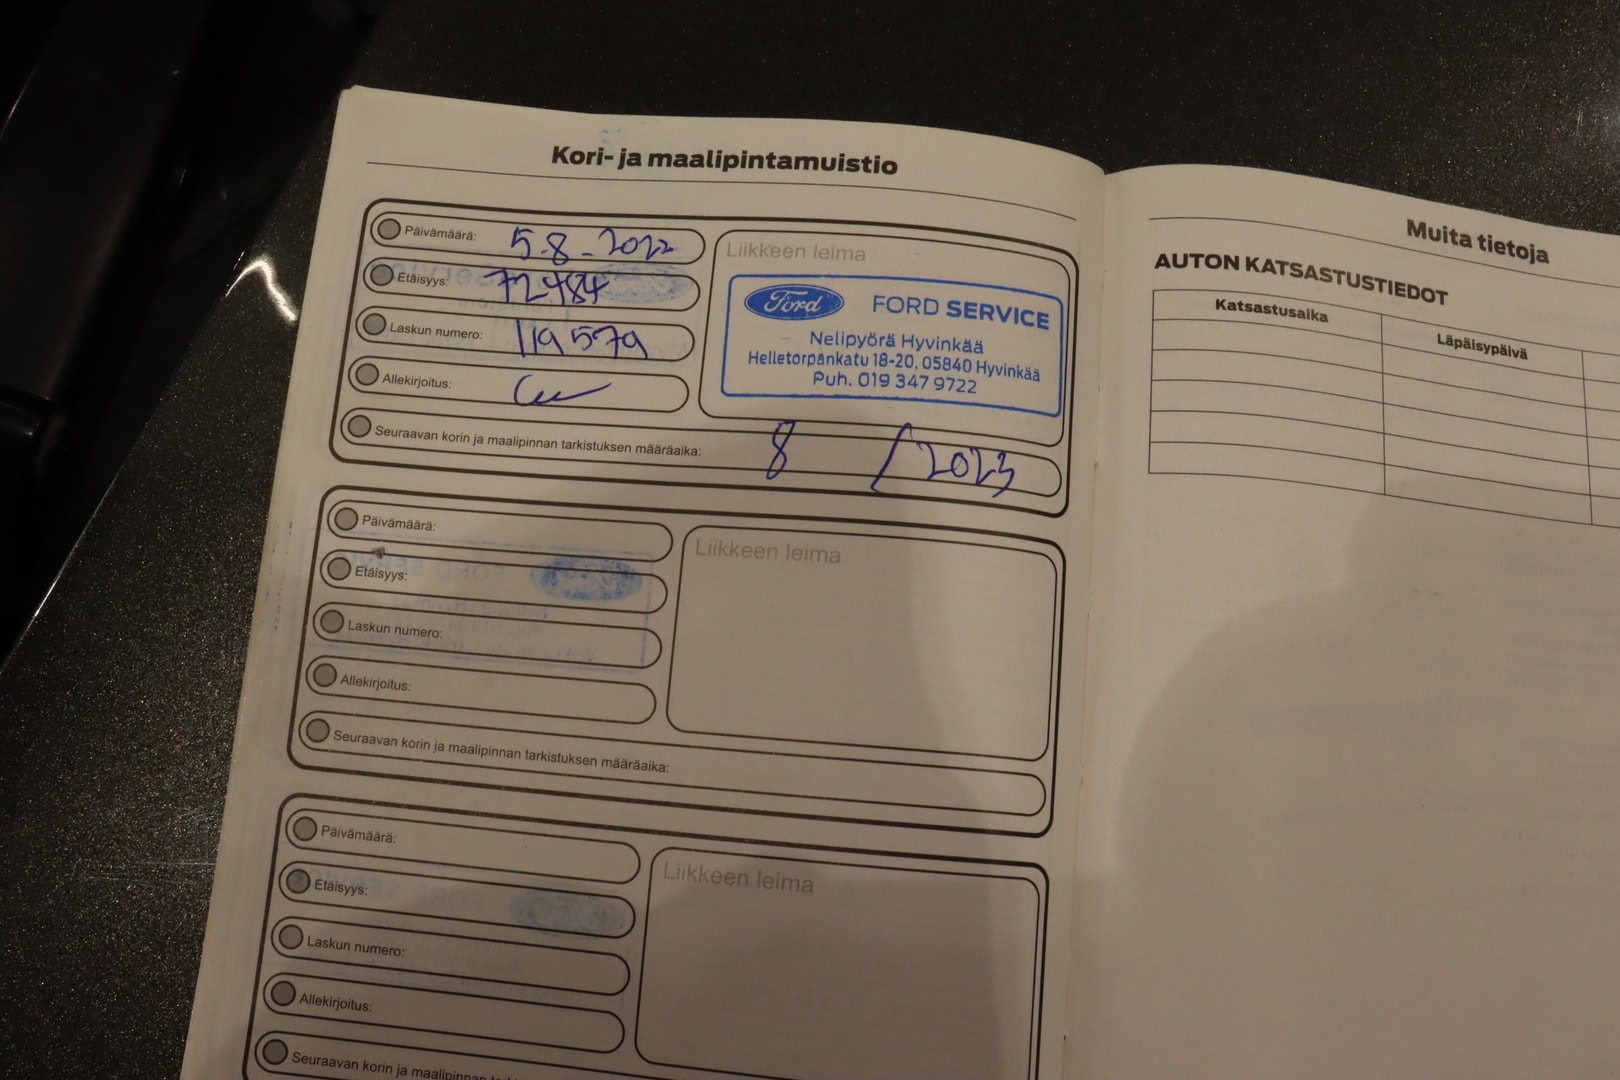 Kori- ja maalipintamuistio
Päivämäärä: 5-8-2022
Etäisyys: 72484
Laskun numero: 119579
Allekirjoitus:
Liikkeen leima
Ford FORD SERVICE
Nelipyörä Hyvinkää
Helletorpankatu 18-20, 05840 Hyvinkää
Puh. 019 347 9722
Seuraavan korin ja maalipinnan tarkistuksen määräaika: 8 / 2023
Päivämäärä:
Etäisyys:
Laskun numero:
Allekirjoitus:
Liikkeen leima
Seuraavan korin ja maalipinnan tarkistuksen määräaika:
Päivämäärä:
Etäisyys:
Laskun numero:
Allekirjoitus:
Liikkeen leima
Seuraavan korin ja maalipinnan
Muita tietoja
AUTON KATSASTUSTIEDOT
Katsastusaika Läpäisypäivä